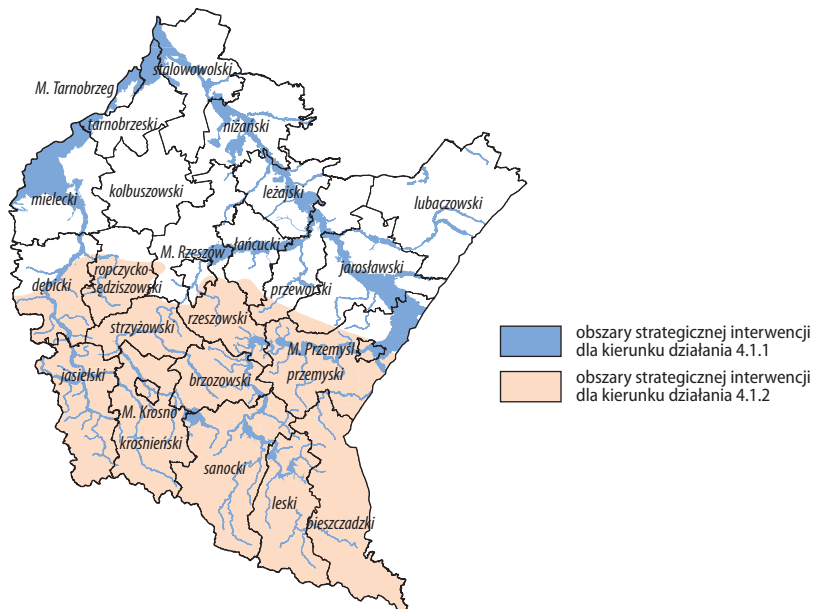 stalowowolski
M. Tarnobrzeg
tarnobrzeski
niżański
kolbuszowski
mielecki
leżajski
lubaczowski
M. Rzeszów
łańcucki
ropczycko-
sędziszowski
dębicki
jarosławski
przeworski
rzeszowski
strzyżowski
M. Przemyśl
przemyski
jasielski
brzozowski
M. Krosno
krośnieński
sanocki
leski
bieszczadzki
obszary strategicznej interwencji
dla kierunku działania 4.1.1
obszary strategicznej interwencji
dla kierunku działania 4.1.2